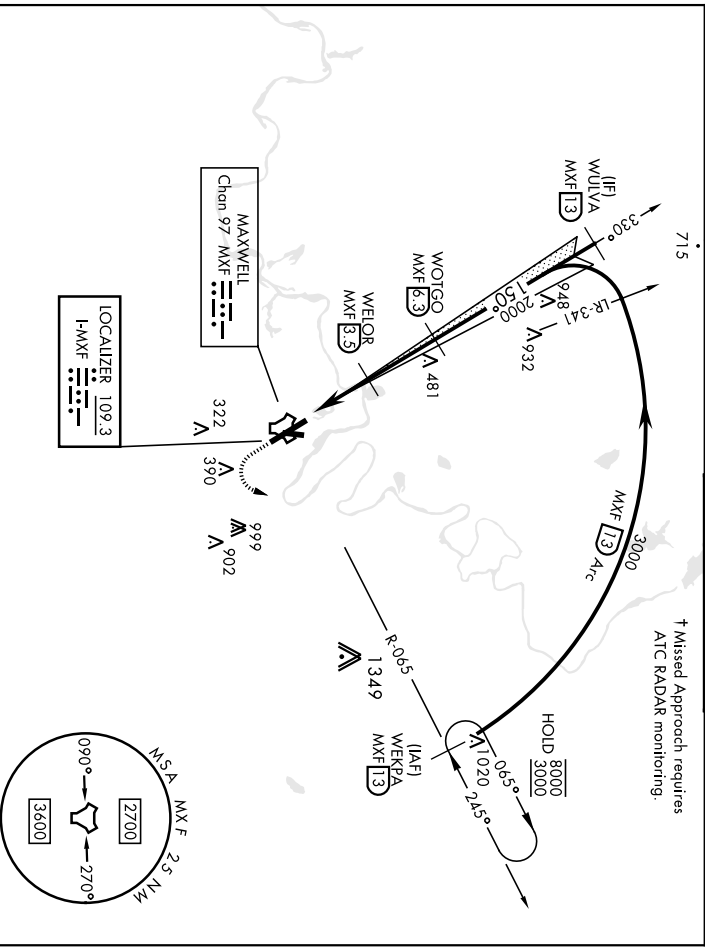 † Missed Approach requires
ATC RADAR monitoring.
715
(IF)
WULVA
MXF 13
330°
LR-341
948
932
2000
150°
WOTGO
MXF 6.3
481
WELOR
MXF 3.5
3000
MXF 13 Arc
HOLD 8000
3000
065°
245°
1020
(IAF)
WEKPA
MXF 13
R-065
1349
MAXWELL
Chan 97 MXF
LOCALIZER 109.3
I-MXF
322
390
999
902
MSA MXF 25 NM
2700
090°
270°
3600